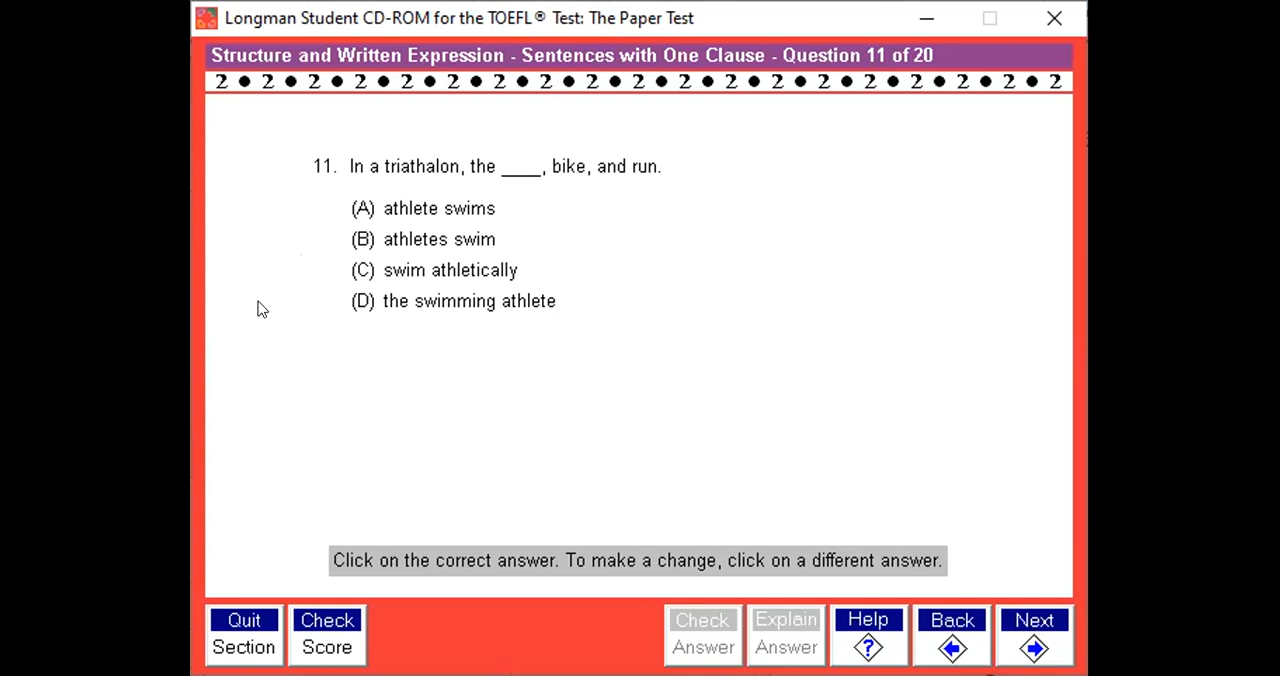 Longman Student CD-ROM for the TOEFL® Test: The Paper Test
Structure and Written Expression - Sentences with One Clause - Question 11 of 20
2 • 2 • 2 • 2 • 2 • 2 • 2 • 2 • 2 • 2 • 2 • 2 • 2 • 2 • 2 • 2 • 2 • 2 • 2
11. In a triathalon, the ____, bike, and run.
(A) athlete swims
(B) athletes swim
(C) swim athletically
(D) the swimming athlete
Click on the correct answer. To make a change, click on a different answer.
Quit Section
Check Score
Check Answer
Explain Answer
Help ?
Back
Next